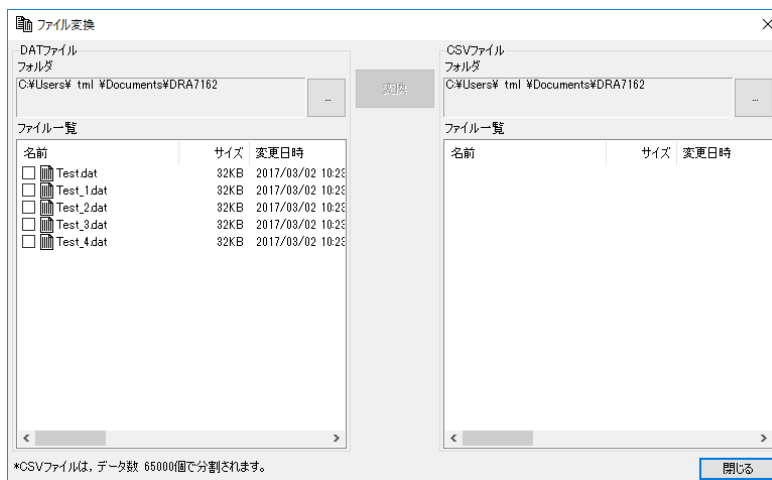 ファイル変換
DATファイル
フォルダ
C:¥Users¥ tml ¥Documents¥DRA7162
...
ファイル一覧
名前 サイズ 変更日時
Test.dat 32KB 2017/03/02 10:23
Test_1.dat 32KB 2017/03/02 10:23
Test_2.dat 32KB 2017/03/02 10:23
Test_3.dat 32KB 2017/03/02 10:23
Test_4.dat 32KB 2017/03/02 10:23
変換
CSVファイル
フォルダ
C:¥Users¥ tml ¥Documents¥DRA7162
...
ファイル一覧
名前 サイズ 変更日時
*CSVファイルは，データ数 65000個で分割されます。
閉じる